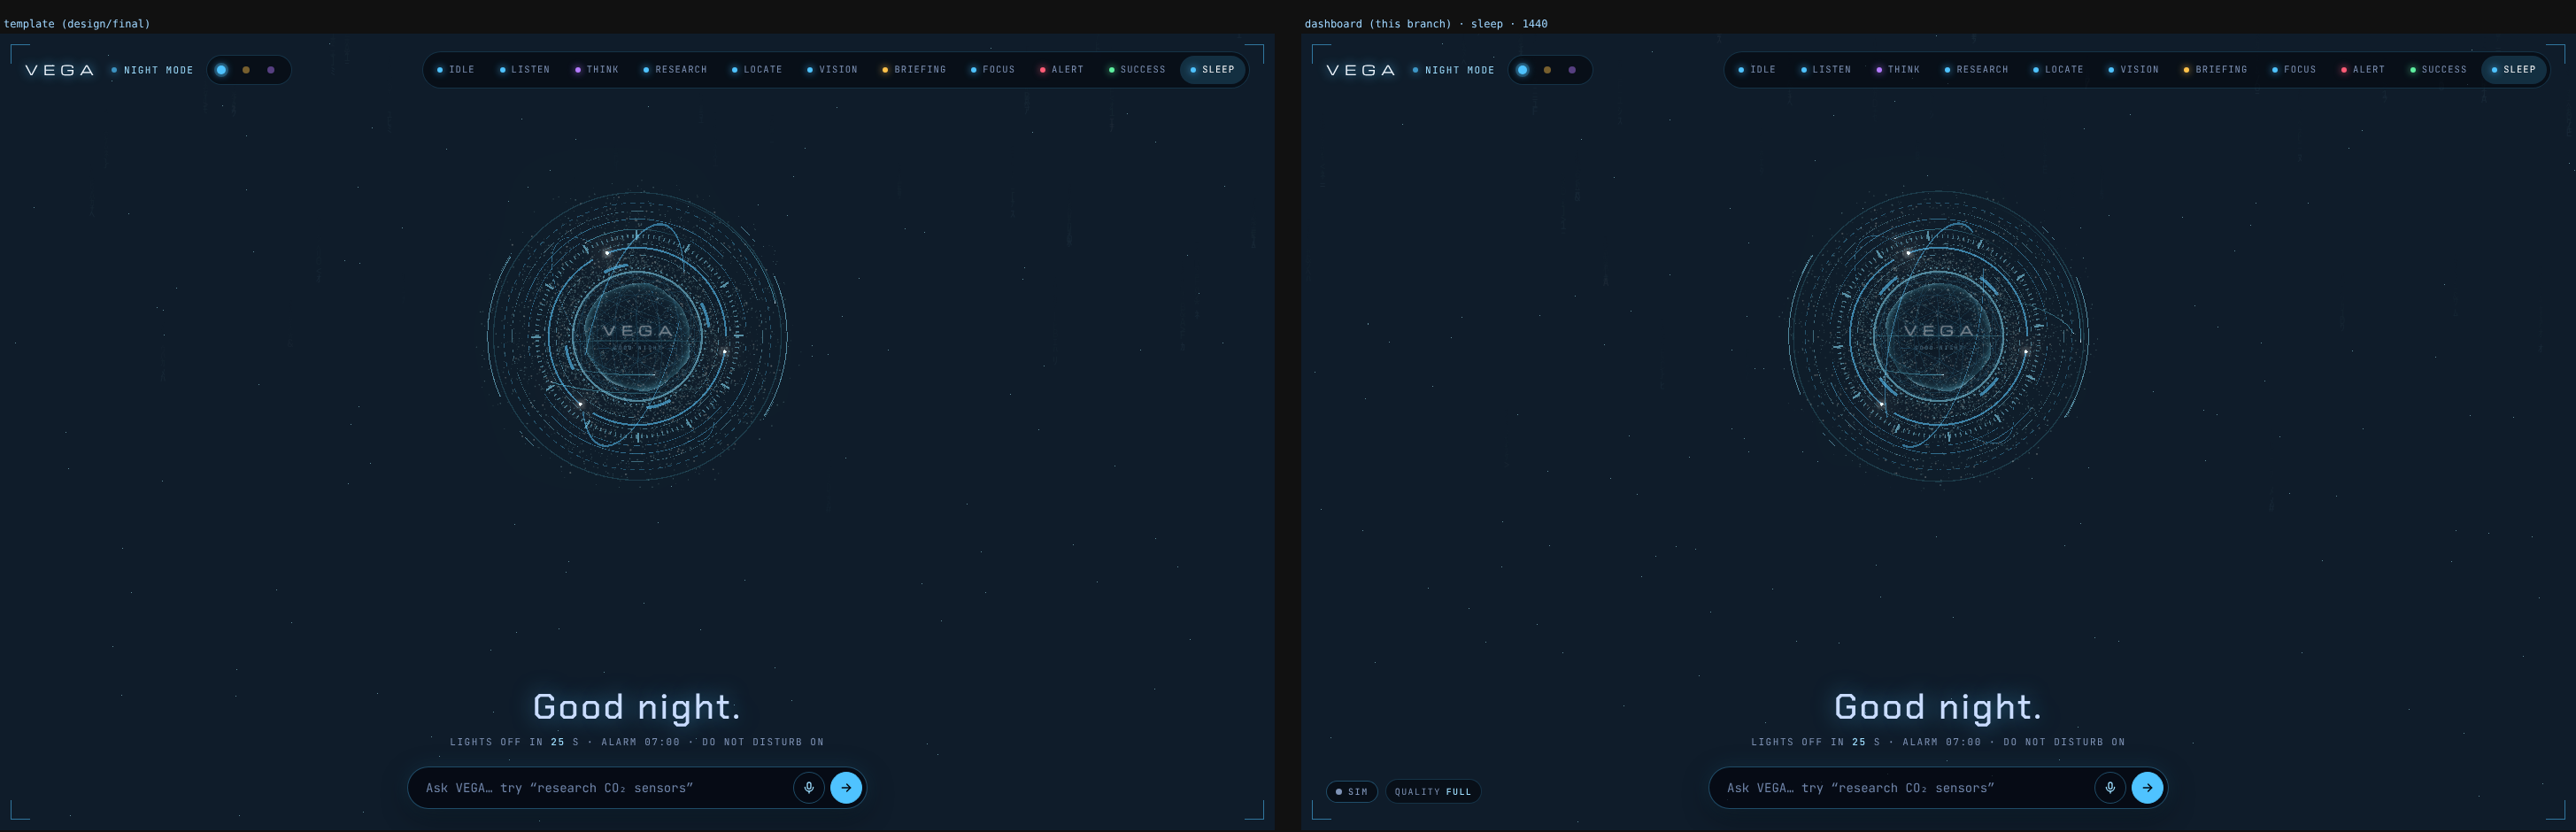 template (design/final)
VEGA NIGHT MODE
IDLE LISTEN THINK RESEARCH LOCATE VISION BRIEFING FOCUS ALERT SUCCESS SLEEP
VEGA
GOOD NIGHT
Good night.
LIGHTS OFF IN 25 S · ALARM 07:00 · DO NOT DISTURB ON
Ask VEGA… try “research CO₂ sensors”
dashboard (this branch) · sleep · 1440
VEGA NIGHT MODE
IDLE LISTEN THINK RESEARCH LOCATE VISION BRIEFING FOCUS ALERT SUCCESS SLEEP
VEGA
GOOD NIGHT
Good night.
LIGHTS OFF IN 25 S · ALARM 07:00 · DO NOT DISTURB ON
SIM QUALITY FULL
Ask VEGA… try “research CO₂ sensors”